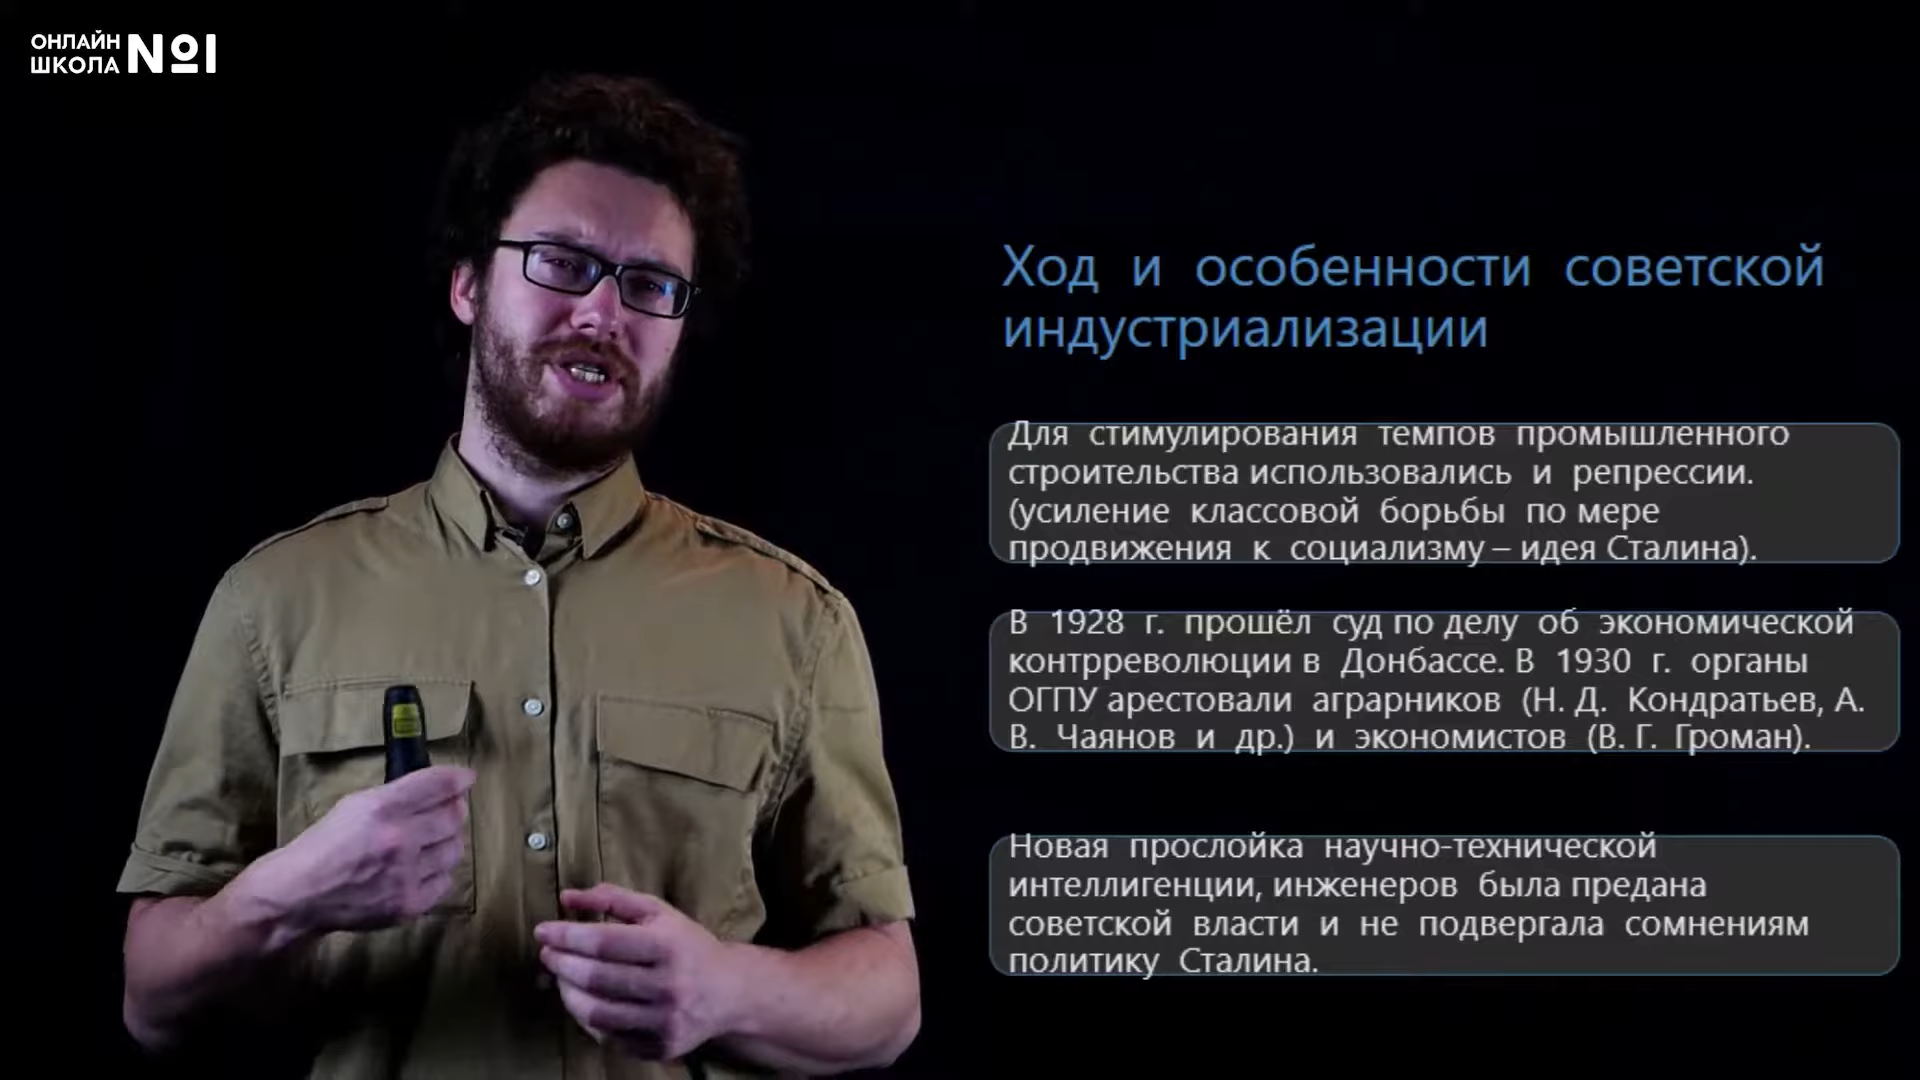 ОНЛАЙН
ШКОЛА №1
Ход и особенности советской
индустриализации
Для стимулирования темпов промышленного
строительства использовались и репрессии.
(усиление классовой борьбы по мере
продвижения к социализму – идея Сталина).
В 1928 г. прошёл суд по делу об экономической
контрреволюции в Донбассе. В 1930 г. органы
ОГПУ арестовали аграрников (Н. Д. Кондратьев, А.
В. Чаянов и др.) и экономистов (В. Г. Громан).
Новая прослойка научно-технической
интеллигенции, инженеров была предана
советской власти и не подвергала сомнениям
политику Сталина.